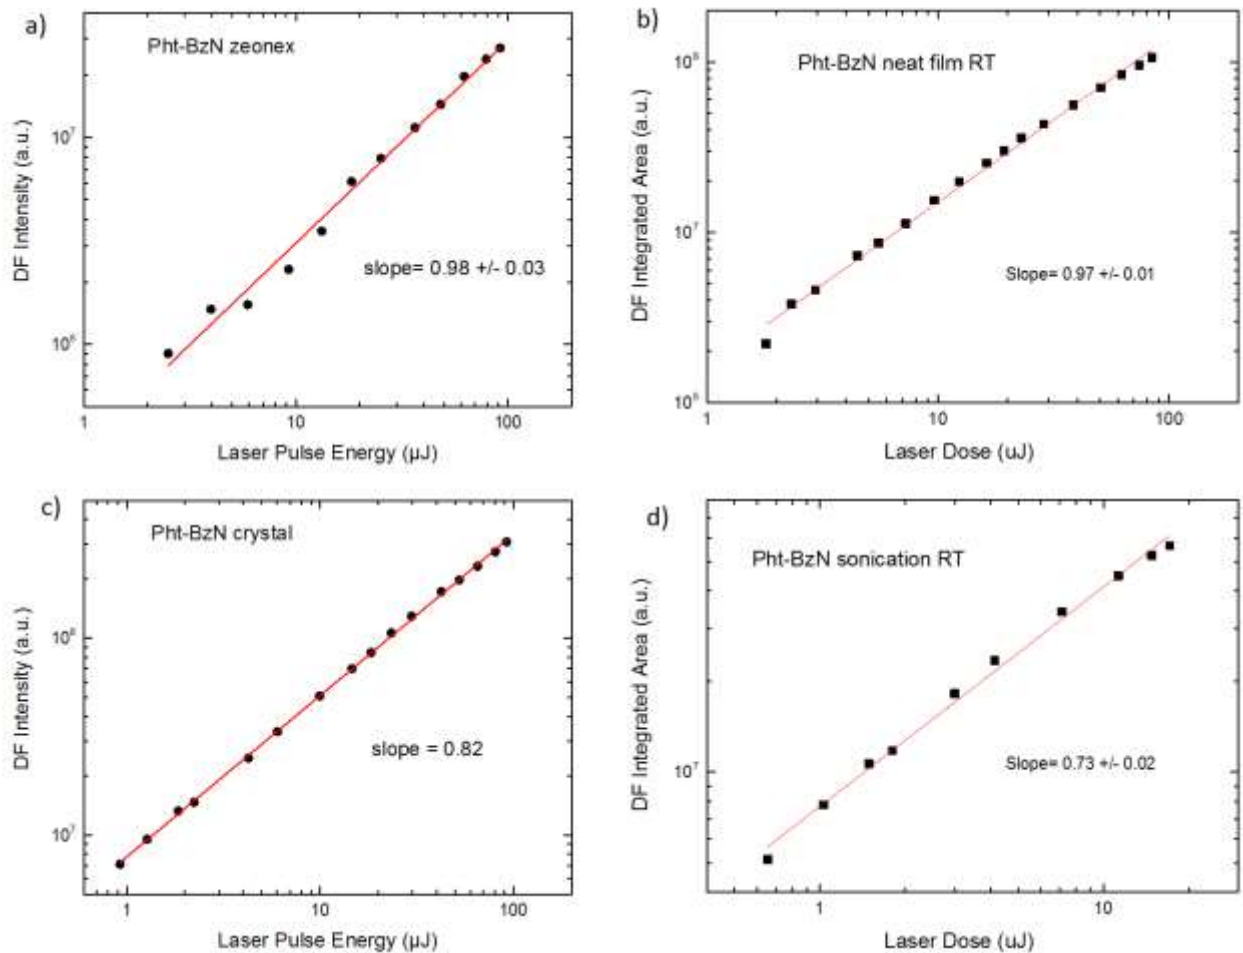 a)
Pht-BzN zeonex
DF Intensity (a.u.)
10⁷
10⁶
slope= 0.98 +/- 0.03
1 10 100
Laser Pulse Energy (µJ)
b)
Pht-BzN neat film RT
DF Integrated Area (a.u.)
10⁸
10⁷
10⁶
Slope= 0.97 +/- 0.01
1 10 100
Laser Dose (uJ)
c)
Pht-BzN crystal
DF Intensity (a.u.)
10⁸
10⁷
slope = 0.82
1 10 100
Laser Pulse Energy (µJ)
d)
Pht-BzN sonication RT
DF Integrated Area (a.u.)
10⁷
Slope= 0.73 +/- 0.02
1 10
Laser Dose (uJ)